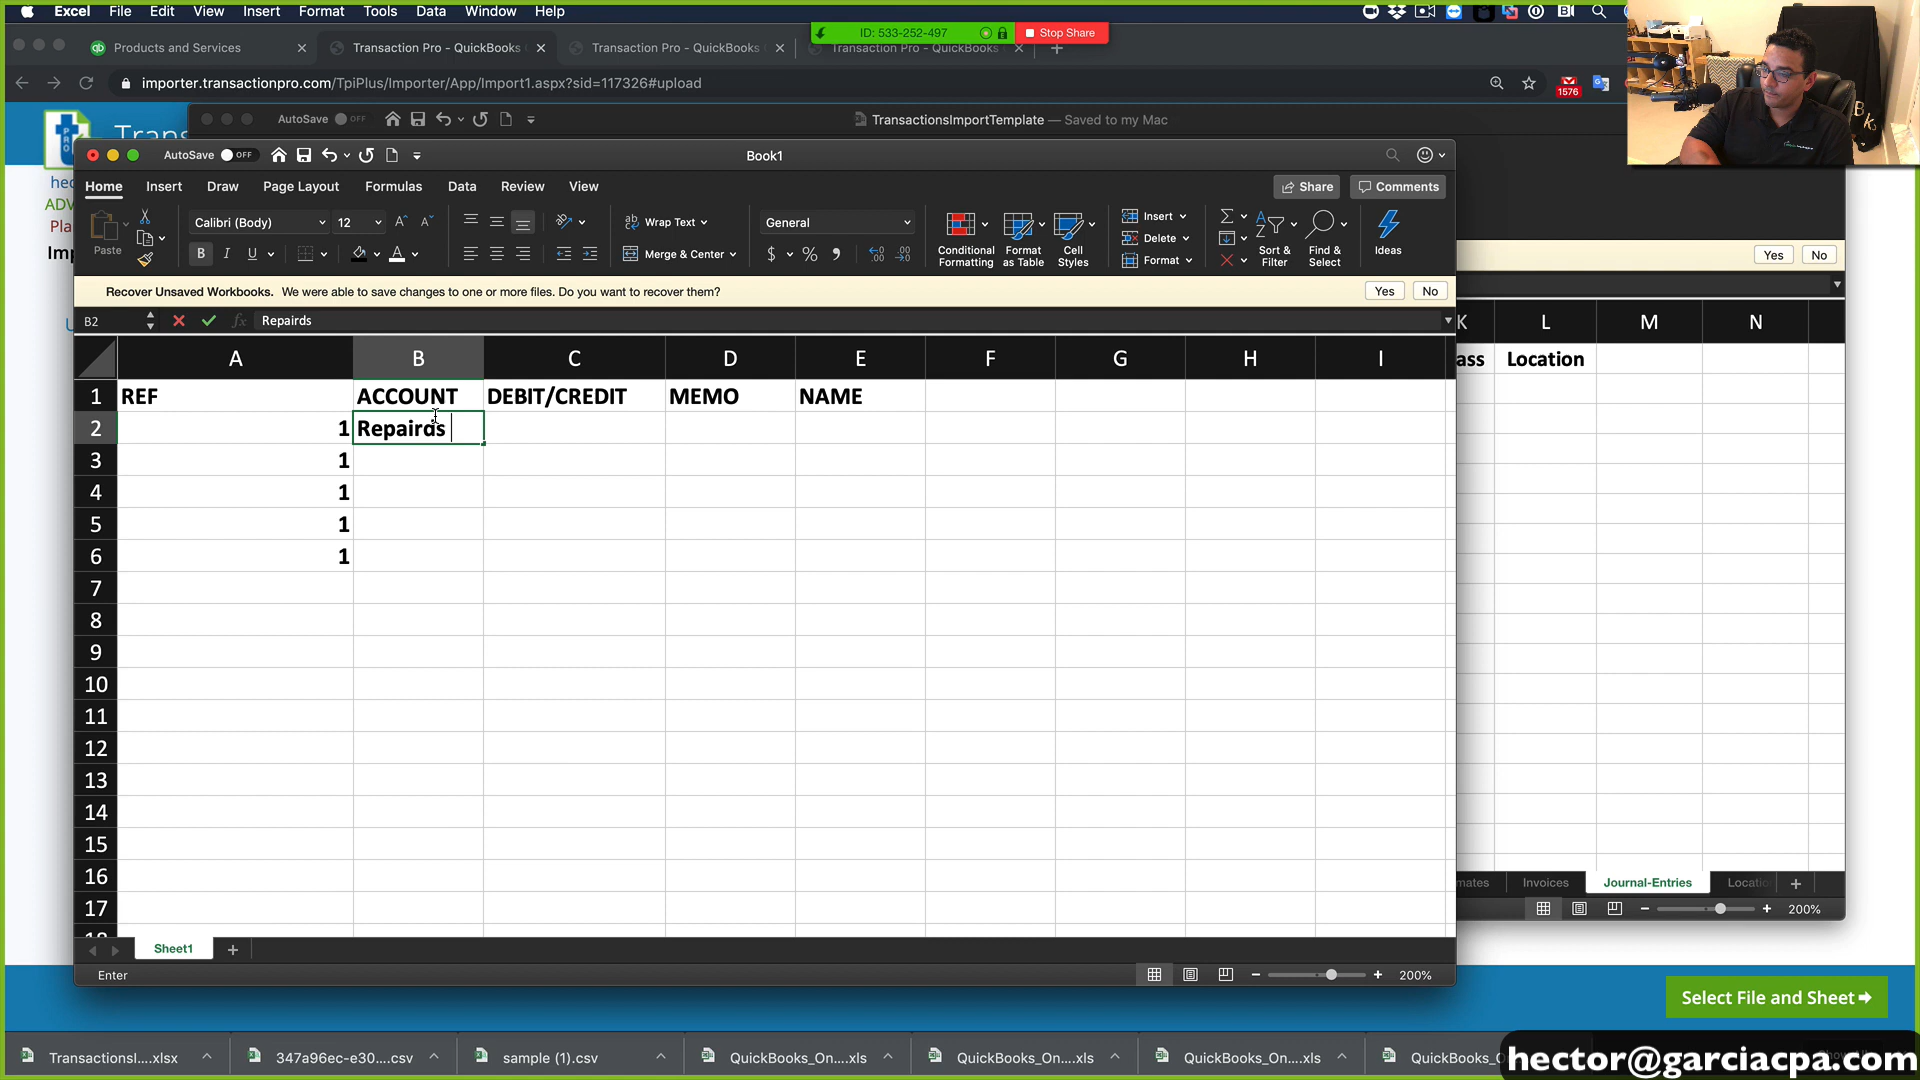 Excel File Edit View Insert Format Tools Data Window Help
Products and Services
Transaction Pro - QuickBooks
Transaction Pro - QuickBooks
Transaction Pro - QuickBooks
ID: 533-252-497
Stop Share
importer.transactionpro.com/TpiPlus/Importer/App/Import1.aspx?sid=117326#upload
1576
AutoSave OFF
TransactionsImportTemplate — Saved to my Mac
AutoSave OFF
Book1
Home Insert Draw Page Layout Formulas Data Review View
Share Comments
Paste
Calibri (Body) 12
B I U
Wrap Text
Merge & Center
General
$ % 9
Conditional Formatting
Format as Table
Cell Styles
Insert
Delete
Format
Sort & Filter
Find & Select
Ideas
Recover Unsaved Workbooks. We were able to save changes to one or more files. Do you want to recover them?
Yes No
Yes No
B2 fx Repairds
A B C D E F G H I
K L M N
1 REF ACCOUNT DEBIT/CREDIT MEMO NAME
Location
2 1 Repairds
3 1
4 1
5 1
6 1
7
8
9
10
11
12
13
14
15
16
17
Invoices Journal-Entries
200%
Sheet1
Enter
200%
Select File and Sheet
TransactionsI....xlsx
347a96ec-e30....csv
sample (1).csv
QuickBooks_On....xls
QuickBooks_On....xls
QuickBooks_On....xls
hector@garciacpa.com